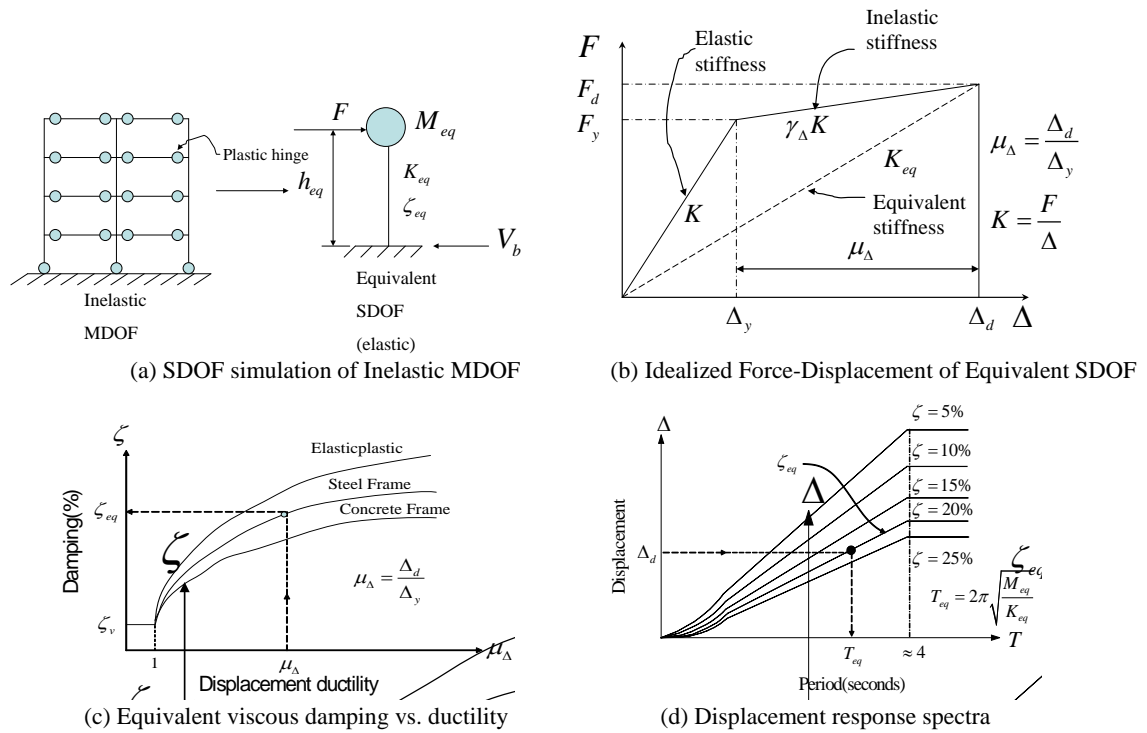 F
M_eq
Plastic hinge
h_eq
K_eq
ζ_eq
V_b
Inelastic
MDOF
Equivalent
SDOF
(elastic)
(a) SDOF simulation of Inelastic MDOF
F
Elastic
stiffness
Inelastic
stiffness
F_d
F_y
γ_Δ K
K_eq
μ_Δ = Δ_d / Δ_y
K
Equivalent
stiffness
K = F / Δ
μ_Δ
Δ_y
Δ_d
Δ
(b) Idealized Force-Displacement of Equivalent SDOF
ζ
Elasticplastic
Steel Frame
Concrete Frame
Damping(%)
ζ_eq
ζ
μ_Δ = Δ_d / Δ_y
ζ_v
1
μ_Δ
μ_Δ
Displacement ductility
ζ
(c) Equivalent viscous damping vs. ductility
Δ
ζ = 5%
ζ_eq
ζ = 10%
Δ
ζ = 15%
ζ = 20%
Displacement
Δ_d
ζ = 25%
ζ_eq
T_eq = 2π √(M_eq / K_eq)
T_eq
≈ 4
T
Period(seconds)
(d) Displacement response spectra